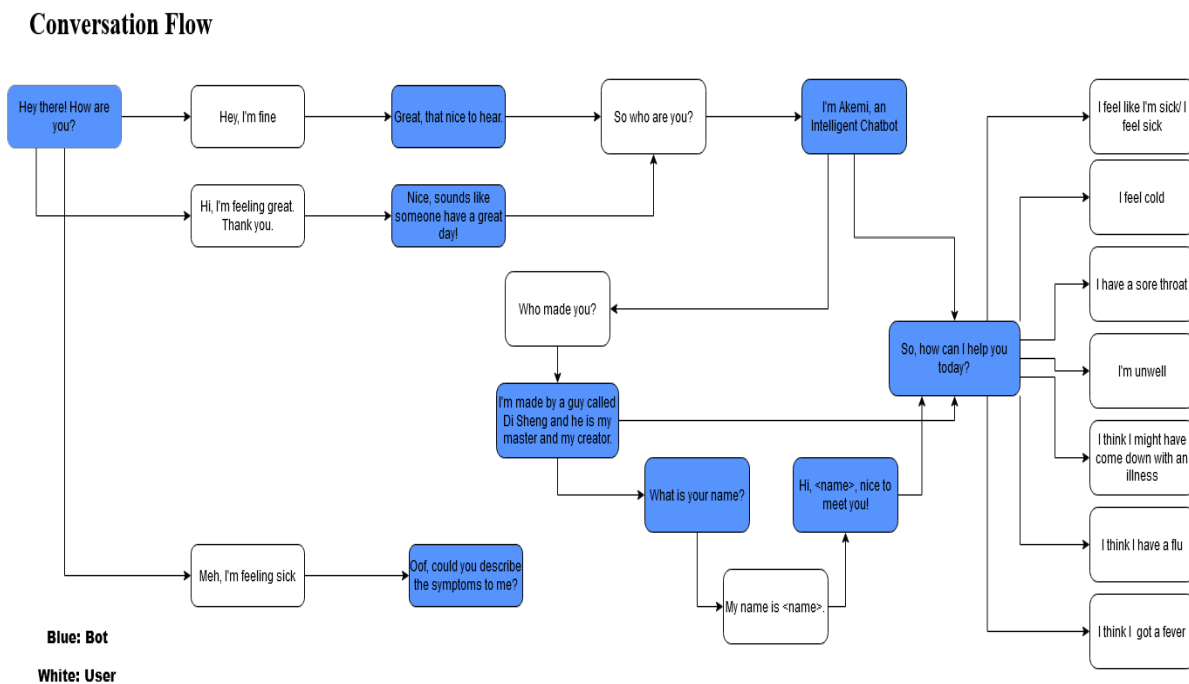 Conversation Flow
Hey there! How are
you?
Hey, I'm fine
Great, that nice to hear.
So who are you?
I'm Akemi, an
Intelligent Chatbot
I feel like I'm sick/ I
feel sick
Hi, I'm feeling great.
Thank you.
Nice, sounds like
someone have a great
day!
I feel cold
Who made you?
I have a sore throat
So, how can I help you
today?
I'm unwell
I'm made by a guy called
Di Sheng and he is my
master and my creator.
I think I might have
come down with an
illness
What is your name?
Hi, <name>, nice to
meet you!
I think I have a flu
Meh, I'm feeling sick
Oof, could you describe
the symptoms to me?
My name is <name>.
I think I  got a fever
Blue: Bot
White: User